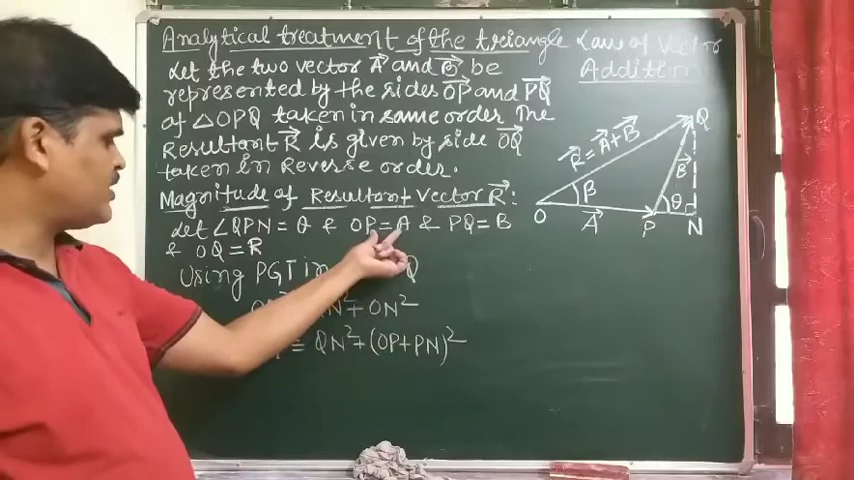 Analytical treatment of the triangle Law of Vector
Addition
Let the two vector A⃗ and B⃗ be
represented by the sides OP⃗ and PQ⃗
of △OPQ taken in same order. The
Resultant R⃗ is given by side OQ⃗
taken in Reverse order.
Magnitude of Resultant Vector R⃗ :
Let ∠QPN = θ & OP = A & PQ = B
& OQ = R
Using PGT in Q
QN² + ON²
= QN² + (OP+PN)²
R⃗ = A⃗ + B⃗
Q
B⃗
β
θ
O
A⃗
P
N